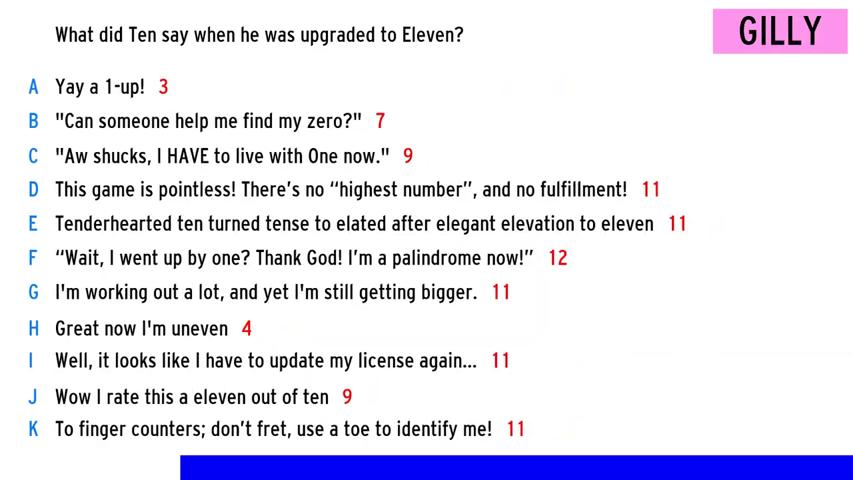 What did Ten say when he was upgraded to Eleven?
GILLY
A Yay a 1-up! 3
B "Can someone help me find my zero?" 7
C "Aw shucks, I HAVE to live with One now." 9
D This game is pointless! There's no “highest number”, and no fulfillment! 11
E Tenderhearted ten turned tense to elated after elegant elevation to eleven 11
F “Wait, I went up by one? Thank God! I'm a palindrome now!” 12
G I'm working out a lot, and yet I'm still getting bigger. 11
H Great now I'm uneven 4
I Well, it looks like I have to update my license again... 11
J Wow I rate this a eleven out of ten 9
K To finger counters; don't fret, use a toe to identify me! 11